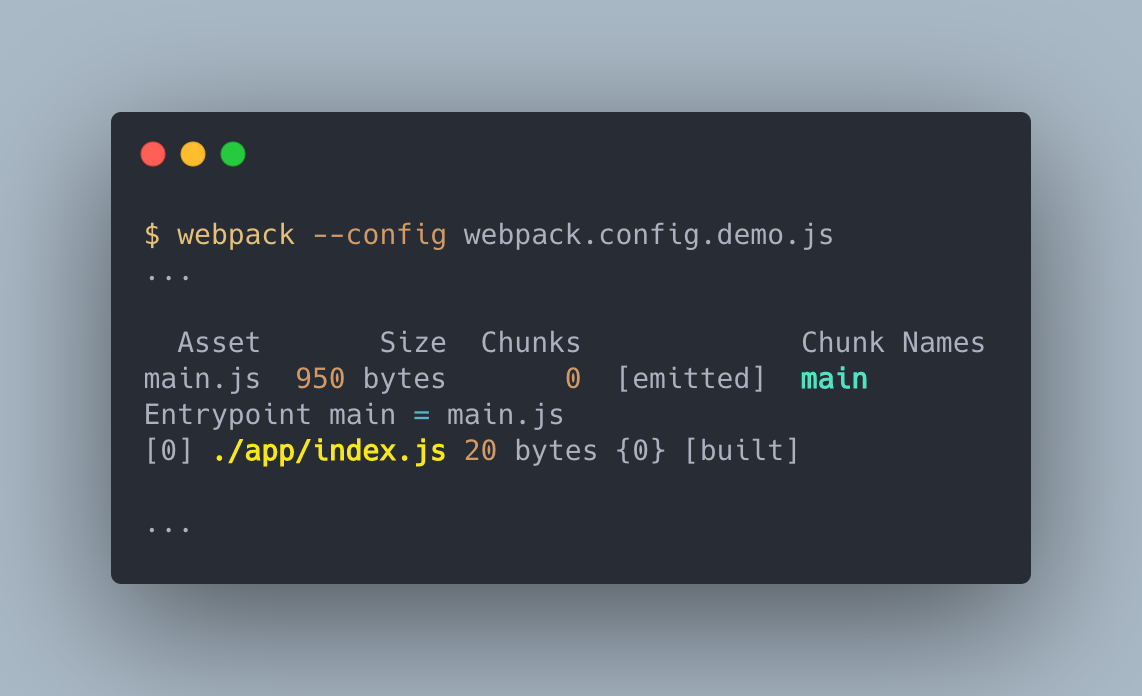 $ webpack --config webpack.config.demo.js
...
  Asset       Size  Chunks             Chunk Names
main.js  950 bytes       0  [emitted]  main
Entrypoint main = main.js
[0] ./app/index.js 20 bytes {0} [built]
...